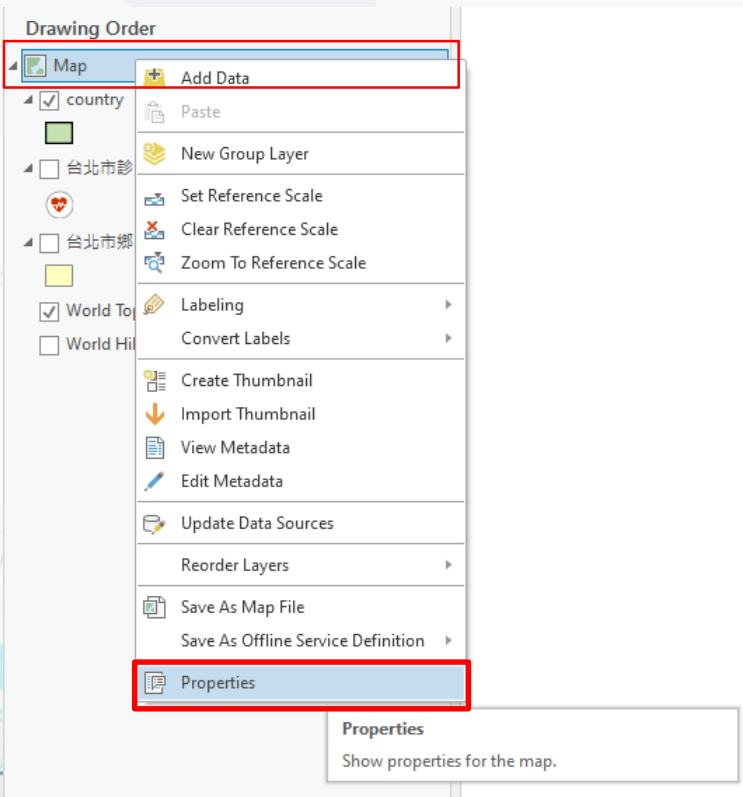 Drawing Order
Map
Add Data
country
Paste
New Group Layer
台北市診
Set Reference Scale
Clear Reference Scale
台北市鄉
Zoom To Reference Scale
World To
Labeling
World Hil
Convert Labels
Create Thumbnail
Import Thumbnail
View Metadata
Edit Metadata
Update Data Sources
Reorder Layers
Save As Map File
Save As Offline Service Definition
Properties
Properties
Show properties for the map.